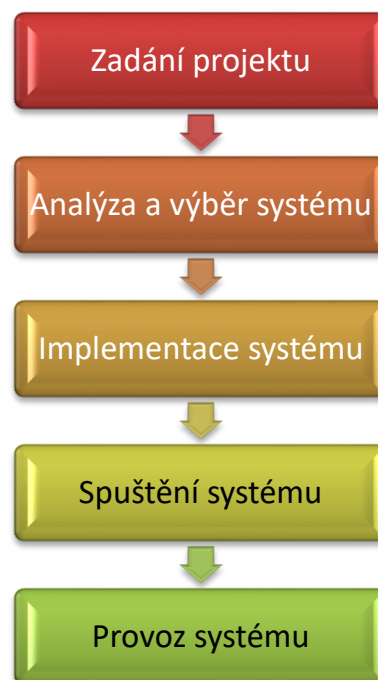 Zadání projektu
Analýza a výběr systému
Implementace systému
Spuštění systému
Provoz systému